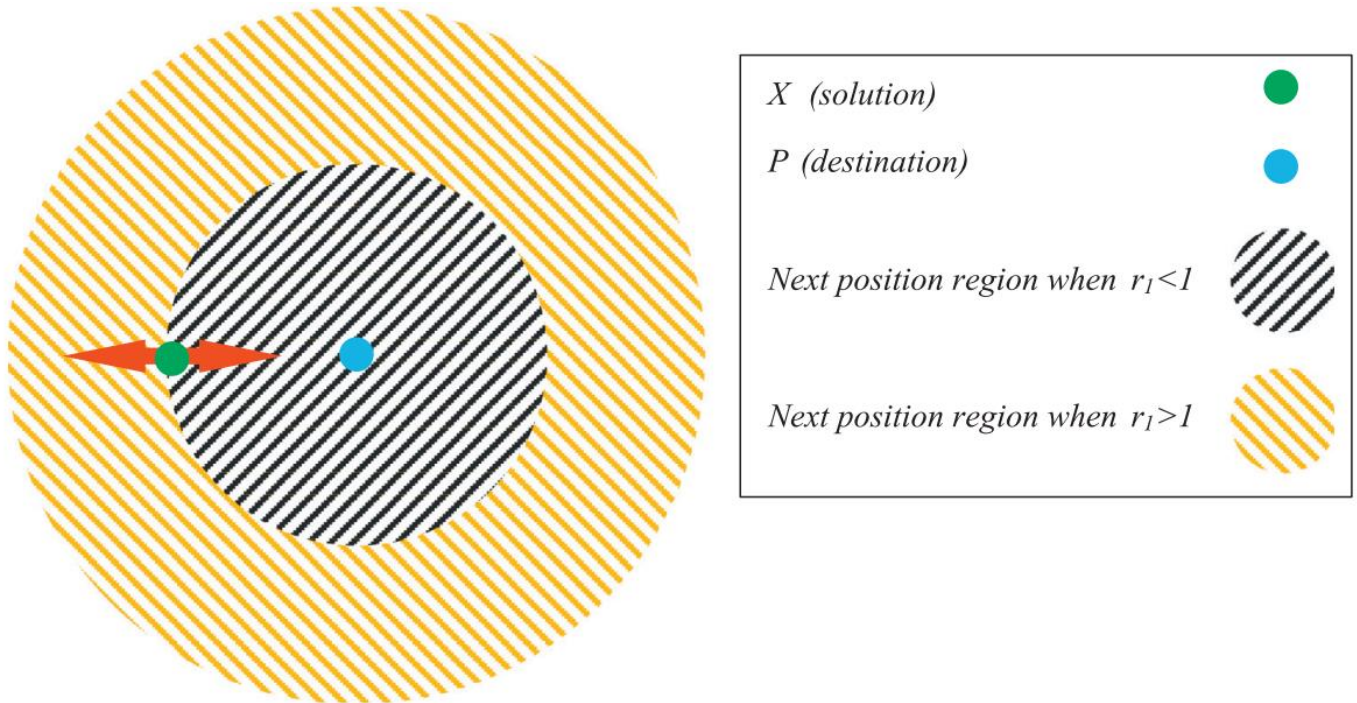 X (solution)
P (destination)
Next position region when r₁<1
Next position region when r₁>1